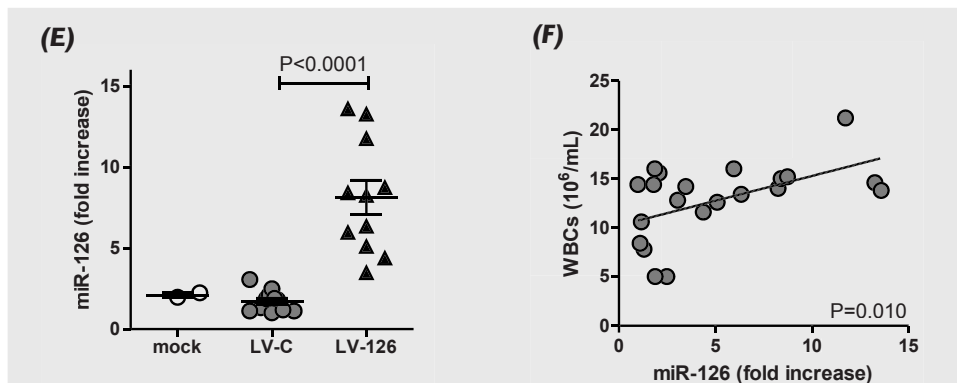 (E)
P<0.0001
miR-126 (fold increase)
15
10
5
0
mock LV-C LV-126
(F)
WBCs (10⁶/mL)
25
20
15
10
5
0
P=0.010
0 5 10 15
miR-126 (fold increase)